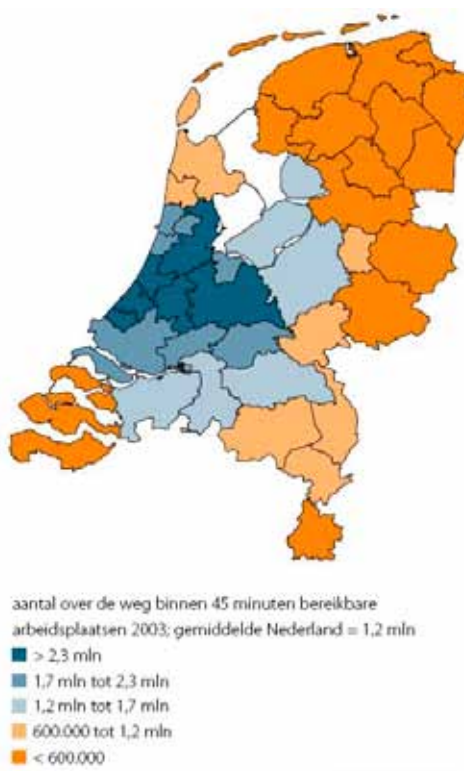 aantal over de weg binnen 45 minuten bereikbare
arbeidsplaatsen 2003; gemiddelde Nederland = 1,2 mln
> 2,3 mln
1,7 mln tot 2,3 mln
1,2 mln tot 1,7 mln
600.000 tot 1,2 mln
< 600.000